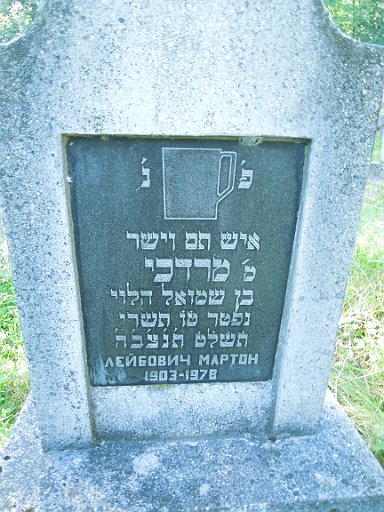 פ׳ נ׳
איש תם וישר
מ׳ מרדכי
בן שמואל הלוי
נפטר טו תשרי
תשלט תנצבה
ЛЕЙБОВИЧ МАРТОН
1903-1978